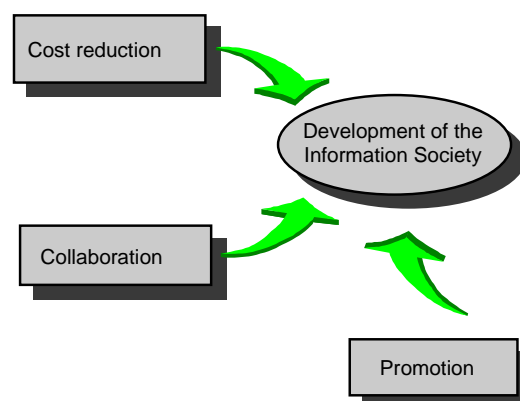 Cost reduction
Development of the
Information Society
Collaboration
Promotion